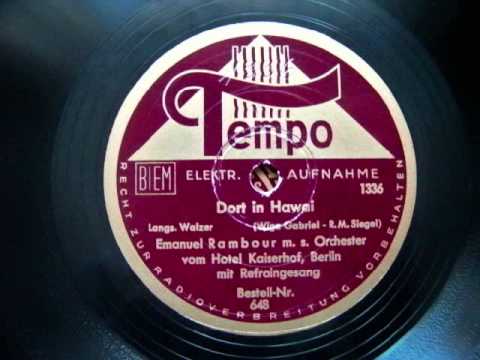 Tempo
BIEM ELEKTR. AUFNAHME
1336
Dort in Hawai
Langs. Walzer (Wiga Gabriel - R. M. Siegel)
Emanuel Rambour m. s. Orchester
vom Hotel Kaiserhof, Berlin
mit Refraingesang
Bestell-Nr.
648
RECHT ZUR RADIOVERBREITUNG VORBEHALTEN